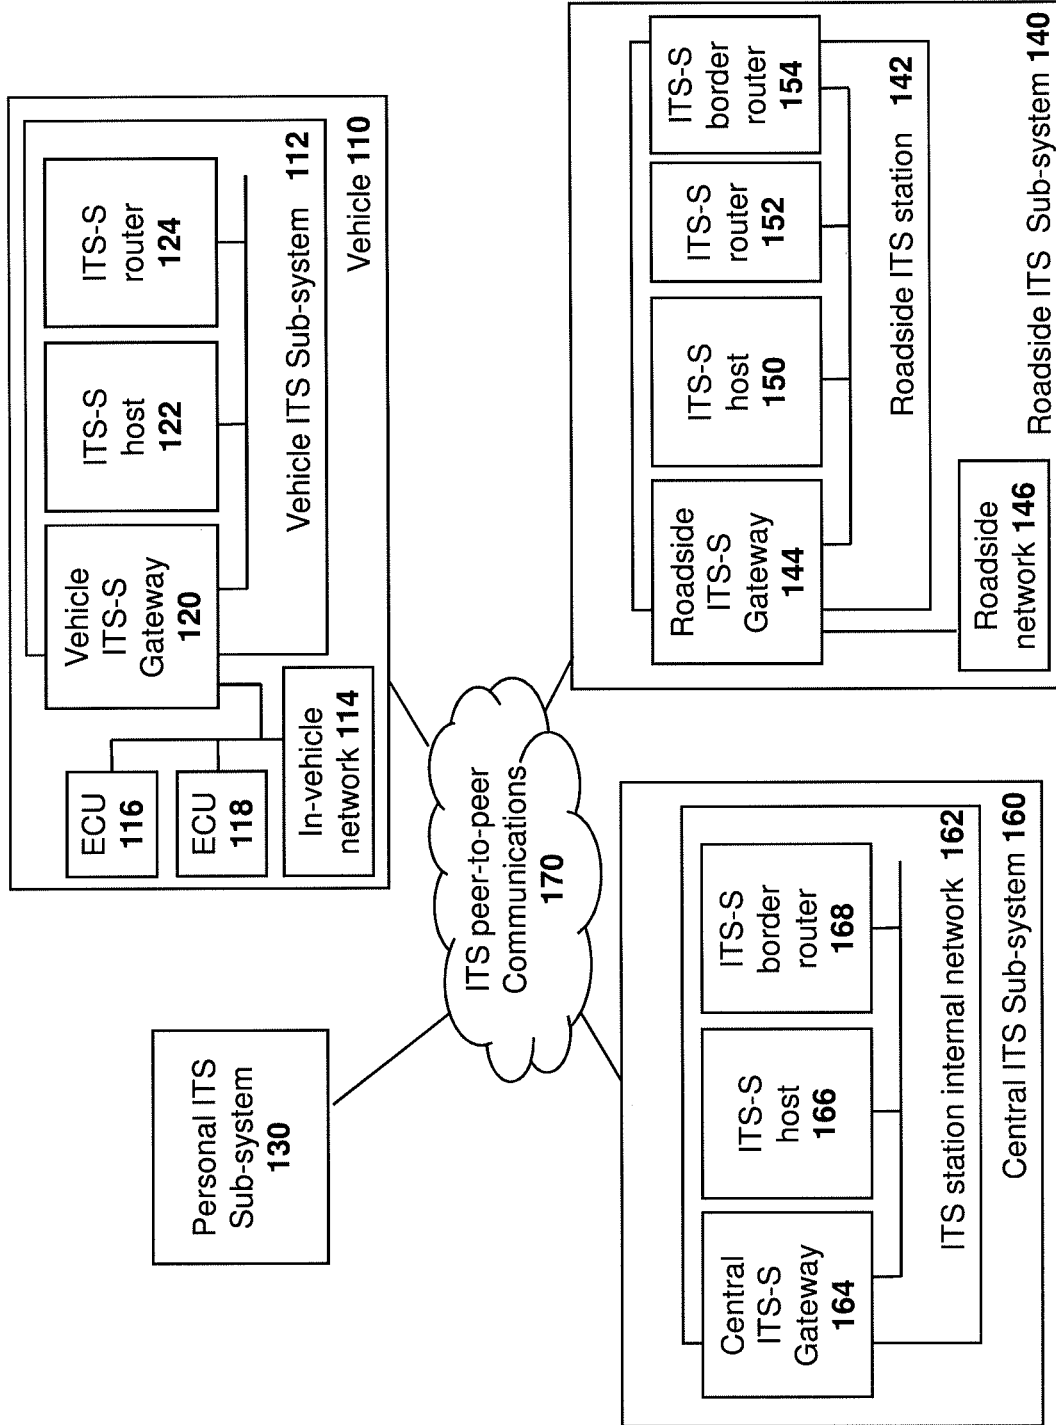 Personal ITS
Sub-system
130
ECU
116
ECU
118
In-vehicle
network 114
Vehicle
ITS-S
Gateway
120
ITS-S
host
122
ITS-S
router
124
Vehicle ITS Sub-system 112
Vehicle 110
ITS peer-to-peer
Communications
170
Central
ITS-S
Gateway
164
ITS-S
host
166
ITS-S
border
router
168
ITS station internal network 162
Central ITS Sub-system 160
Roadside
ITS-S
Gateway
144
ITS-S
host
150
ITS-S
router
152
ITS-S
border
router
154
Roadside ITS station 142
Roadside
network 146
Roadside ITS Sub-system 140